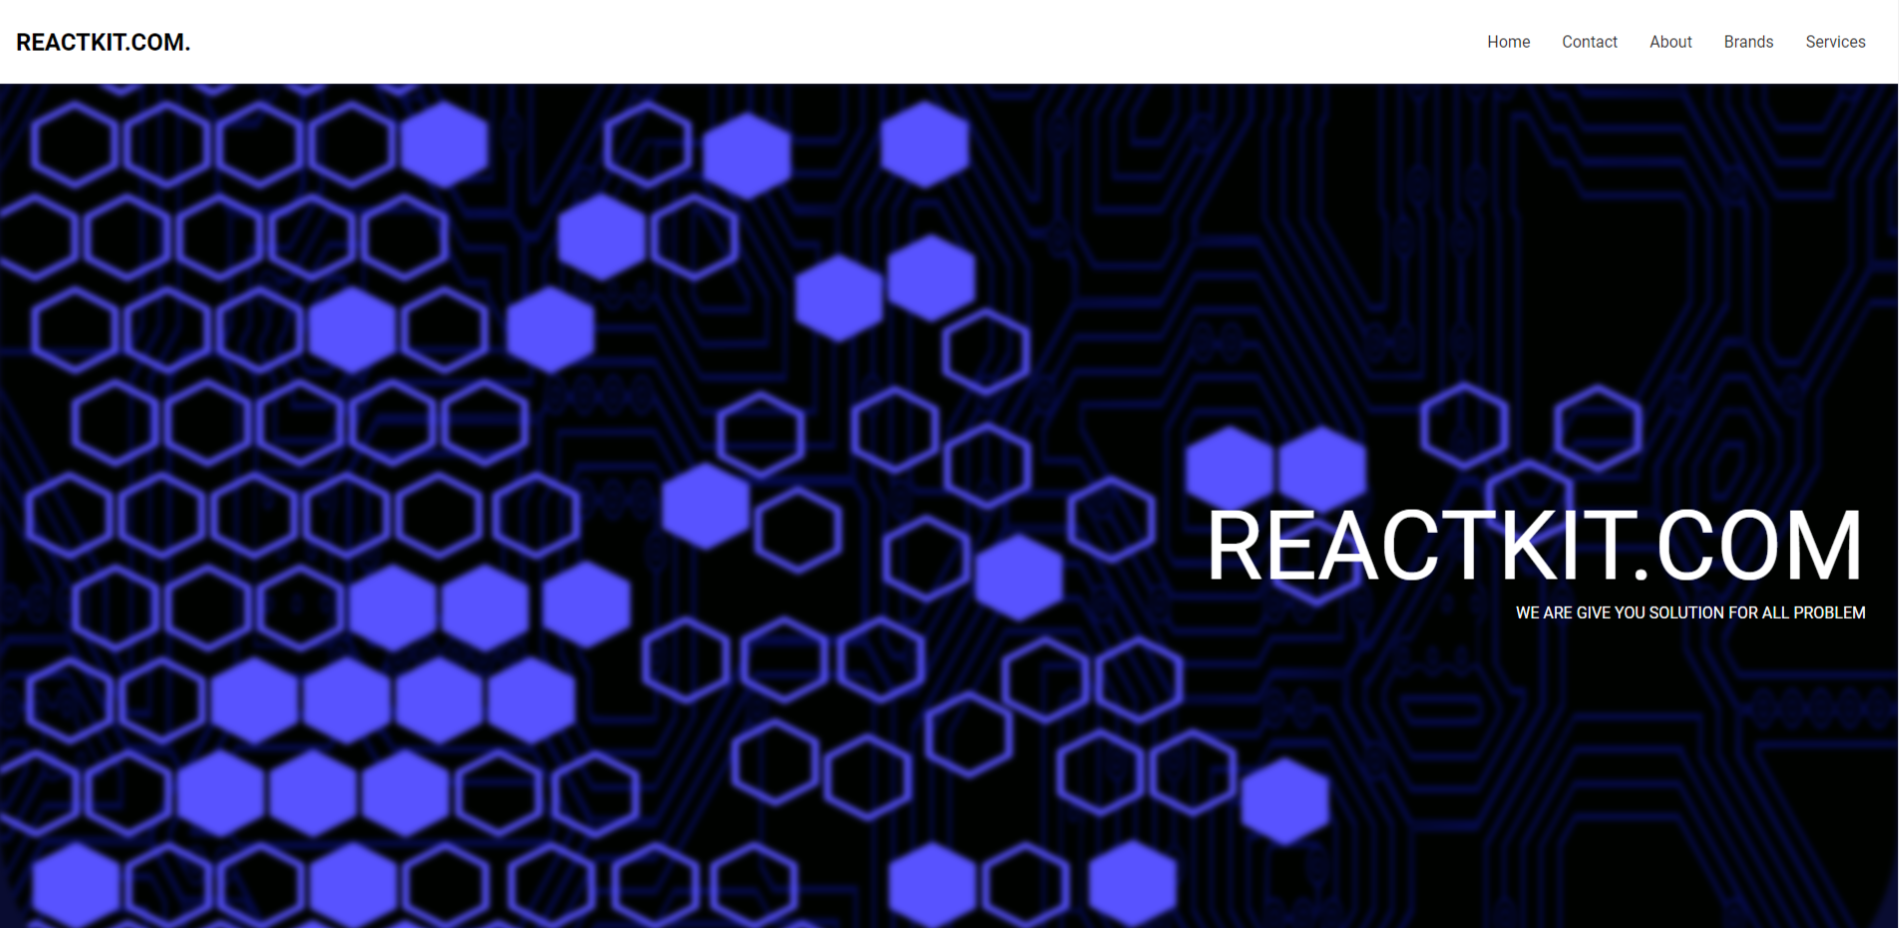 REACTKIT.COM.
Home Contact About Brands Services
REACTKIT.COM
WE ARE GIVE YOU SOLUTION FOR ALL PROBLEM